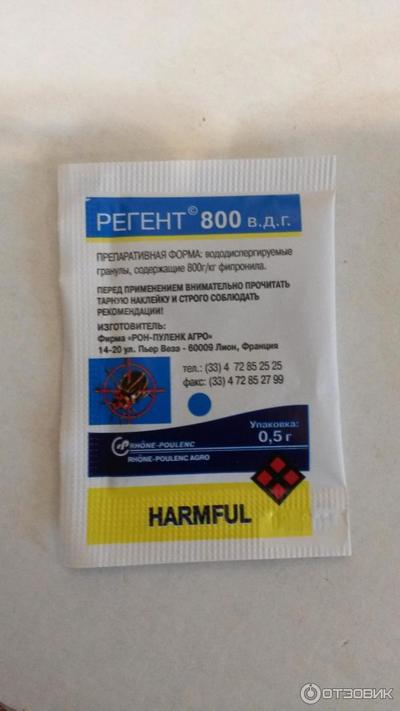 РЕГЕНТ © 800 в.д.г.
ПРЕПАРАТИВНАЯ ФОРМА: вододиспергируемые
гранулы, содержащие 800г/кг фипронила.
ПЕРЕД ПРИМЕНЕНИЕМ ВНИМАТЕЛЬНО ПРОЧИТАТЬ
ТАРНУЮ НАКЛЕЙКУ И СТРОГО СОБЛЮДАТЬ
РЕКОМЕНДАЦИИ!
ИЗГОТОВИТЕЛЬ:
Фирма «РОН-ПУЛЕНК АГРО»
14-20 ул. Пьер Веза - 60009 Лион, Франция
тел.: (33) 4 72 85 25 25
факс: (33) 4 72 85 27 99
Упаковка:
0,5 г
RHÔNE-POULENC
RHÔNE-POULENC AGRO
HARMFUL
ОТЗОВИК